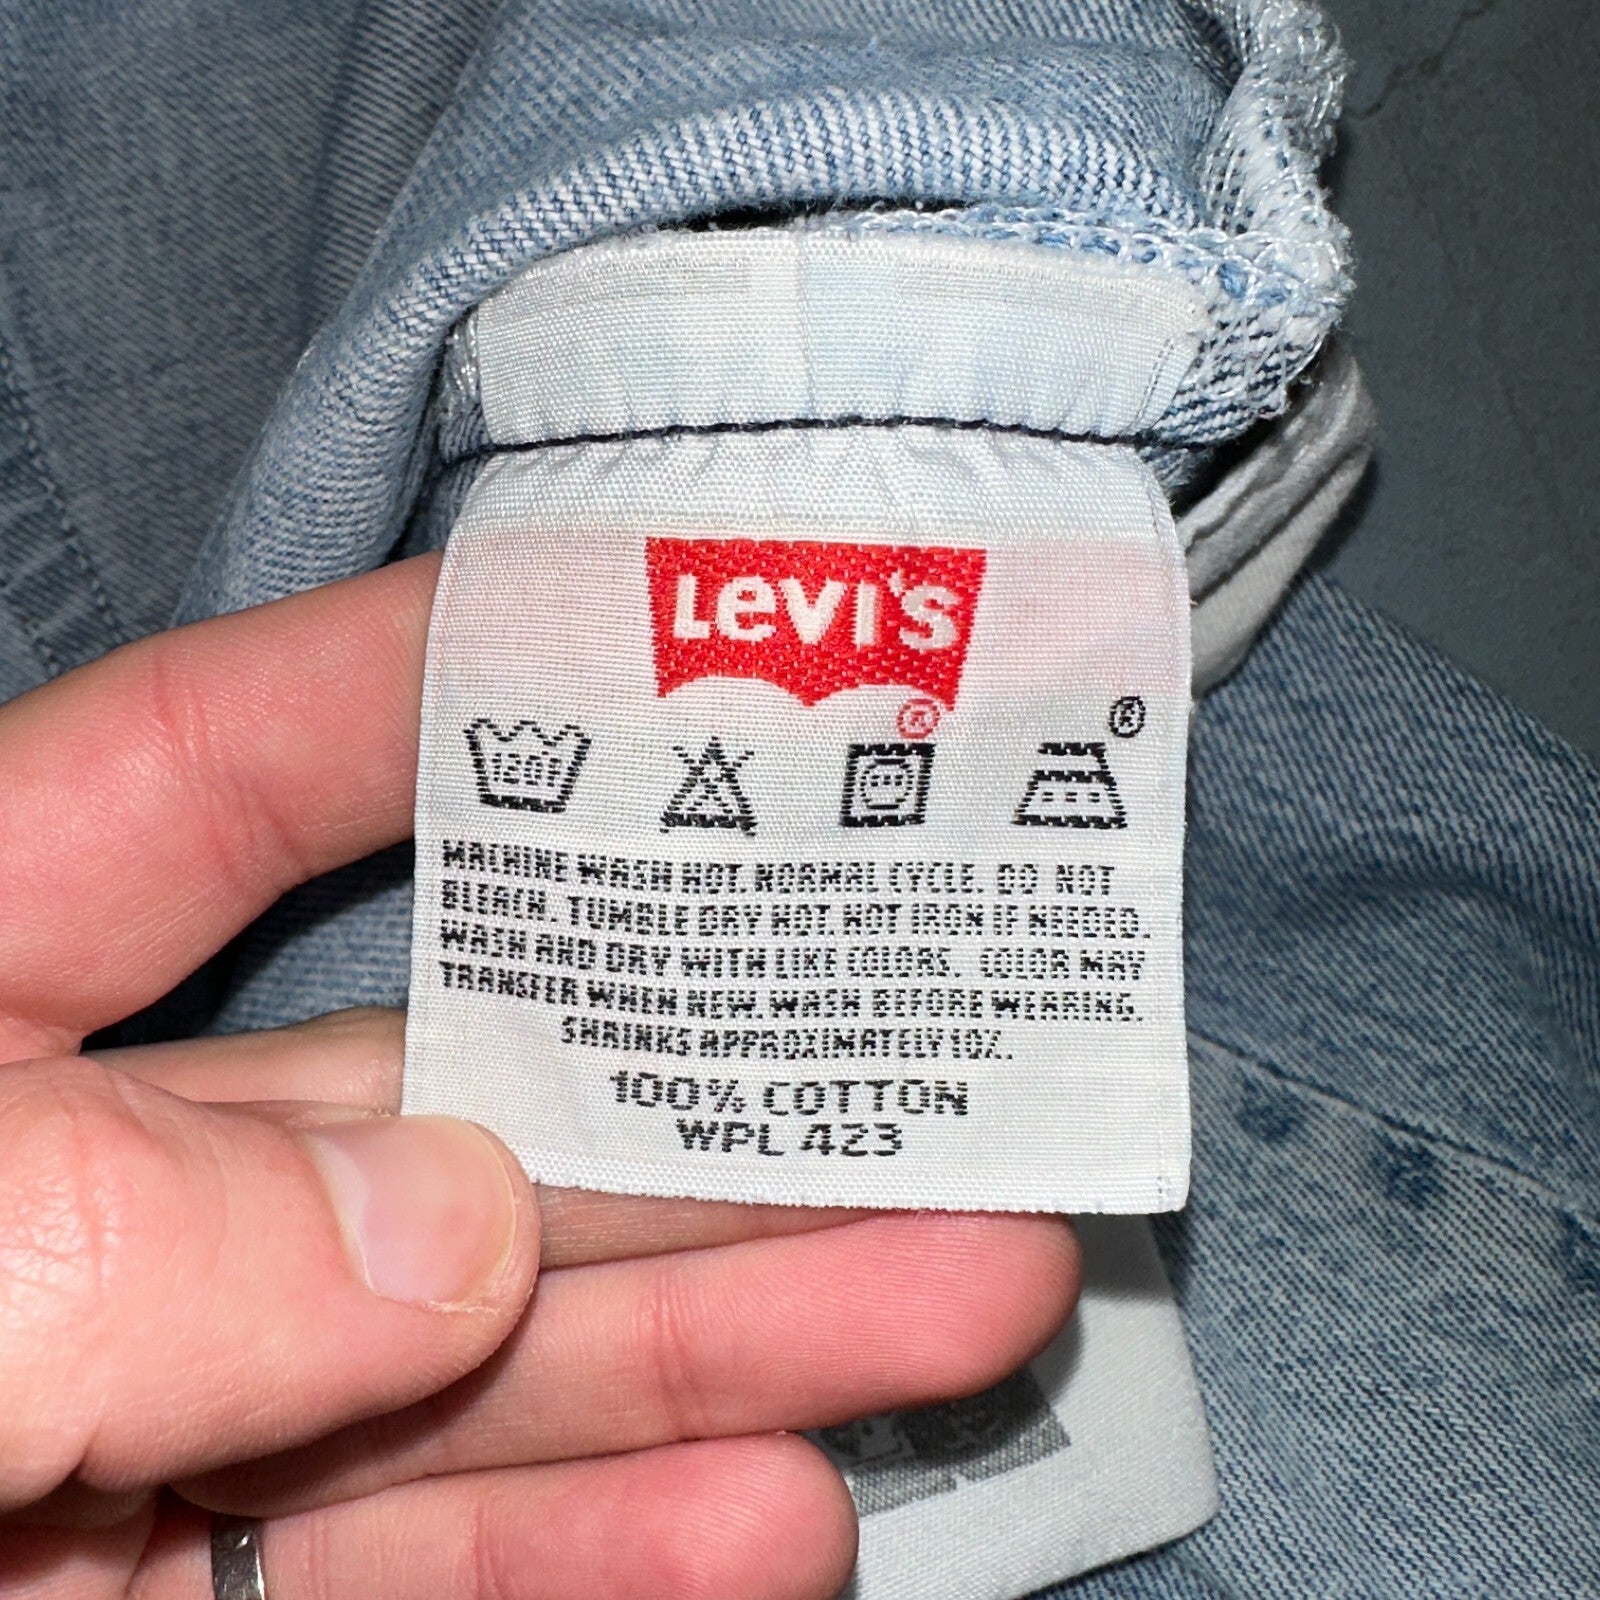 Levi's
®
®
120F
MACHINE WASH HOT. NORMAL CYCLE. DO NOT
BLEACH. TUMBLE DRY HOT. HOT IRON IF NEEDED.
WASH AND DRY WITH LIKE COLORS. COLOR MAY
TRANSFER WHEN NEW. WASH BEFORE WEARING.
SHRINKS APPROXIMATELY 10%.
100% COTTON
WPL 423